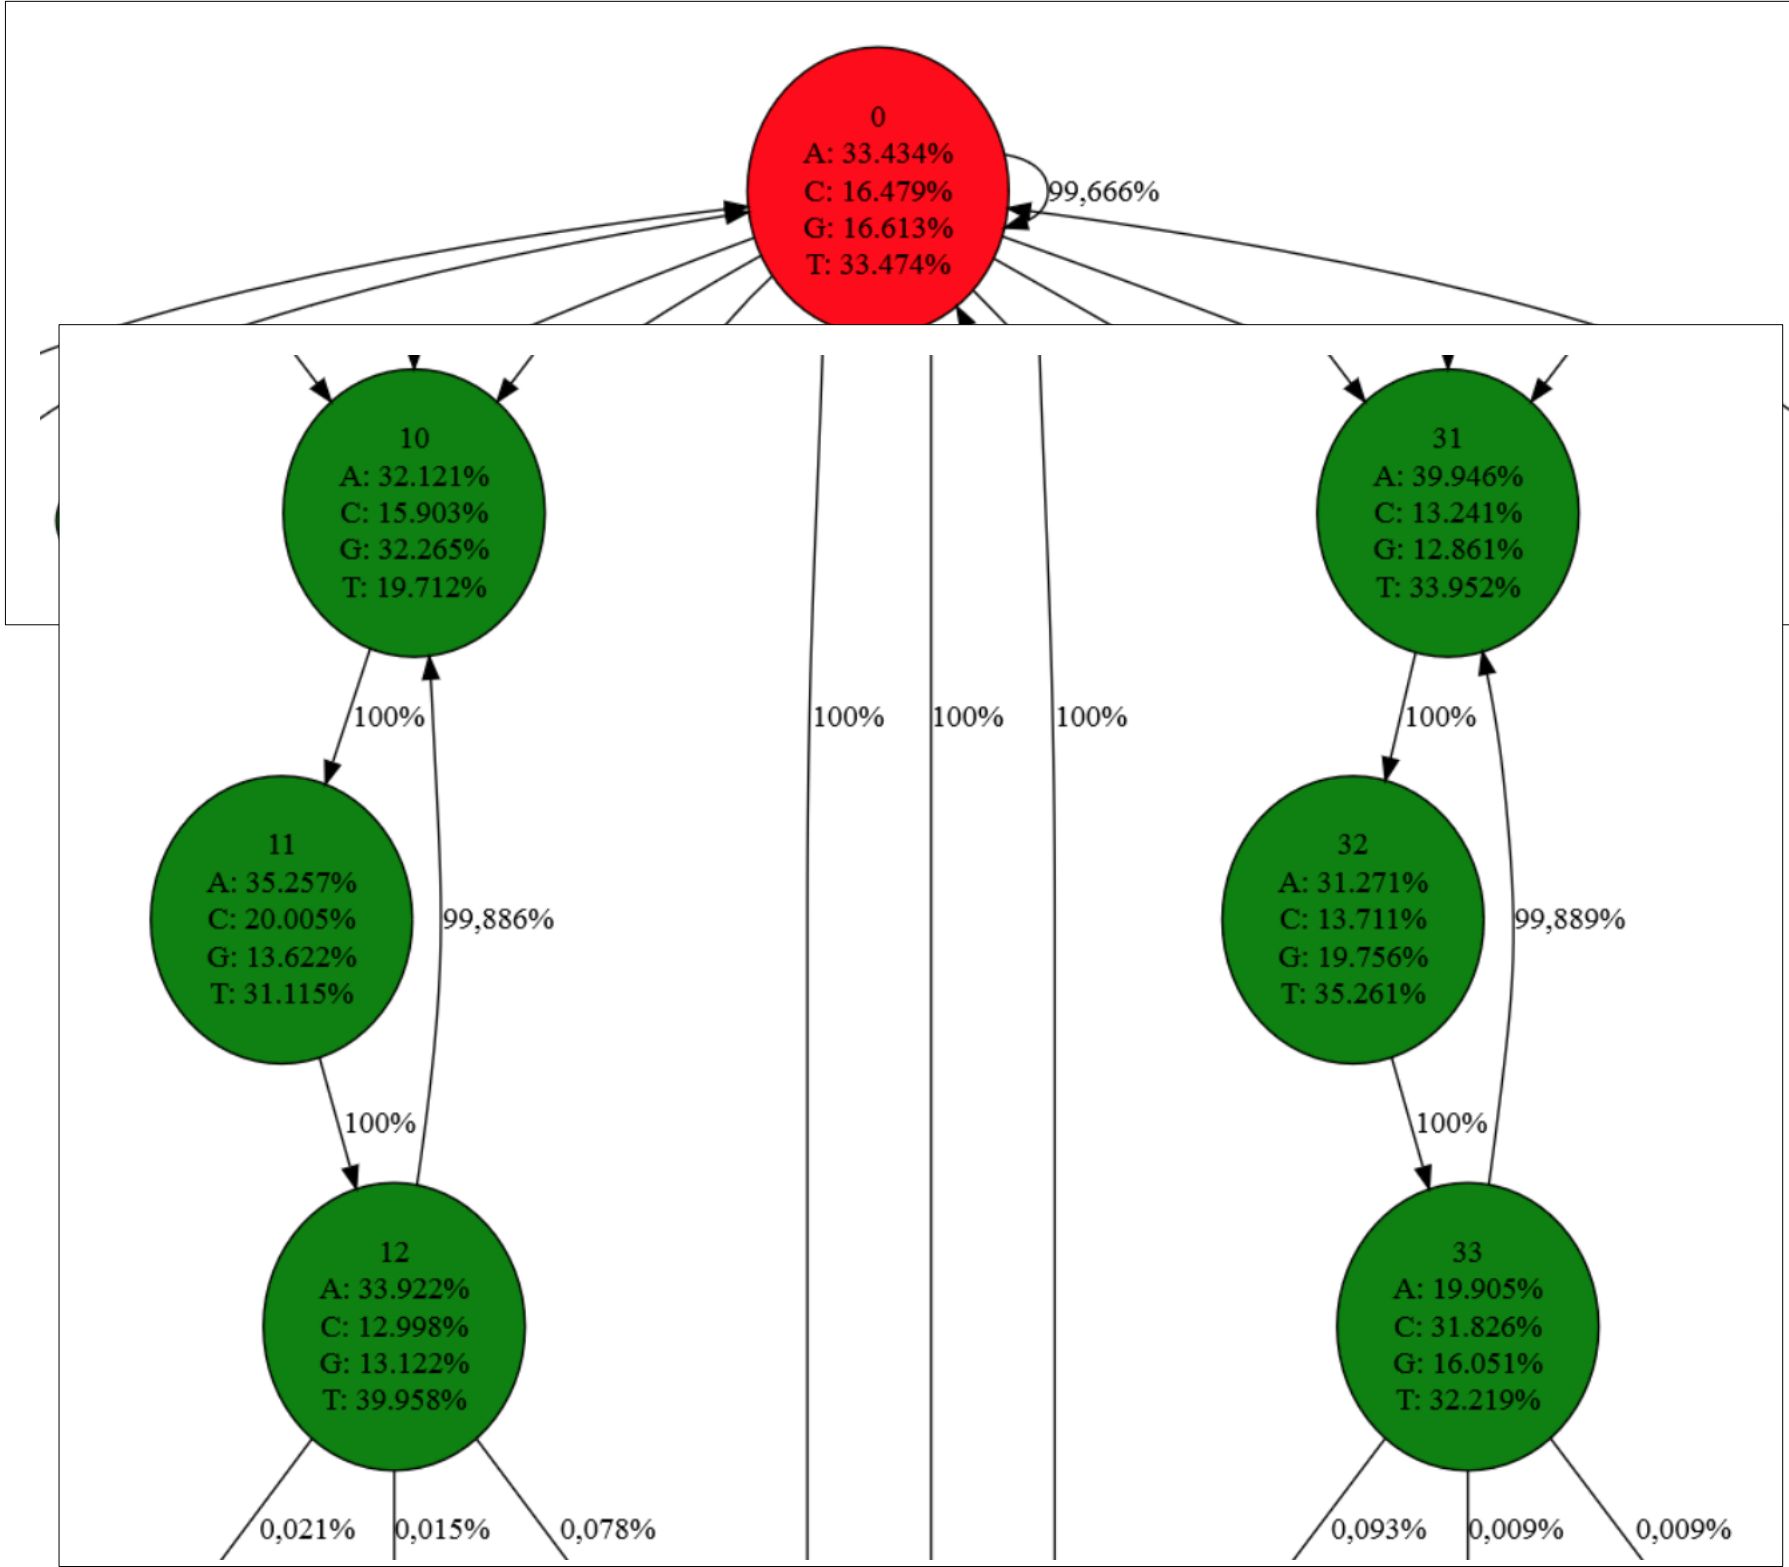 0
A: 33.434%
C: 16.479%
G: 16.613%
T: 33.474%
99,666%
10
A: 32.121%
C: 15.903%
G: 32.265%
T: 19.712%
31
A: 39.946%
C: 13.241%
G: 12.861%
T: 33.952%
100%
100%
100%
100%
100%
11
A: 35.257%
C: 20.005%
G: 13.622%
T: 31.115%
99,886%
32
A: 31.271%
C: 13.711%
G: 19.756%
T: 35.261%
99,889%
100%
100%
12
A: 33.922%
C: 12.998%
G: 13.122%
T: 39.958%
33
A: 19.905%
C: 31.826%
G: 16.051%
T: 32.219%
0,021%
0,015%
0,078%
0,093%
0,009%
0,009%